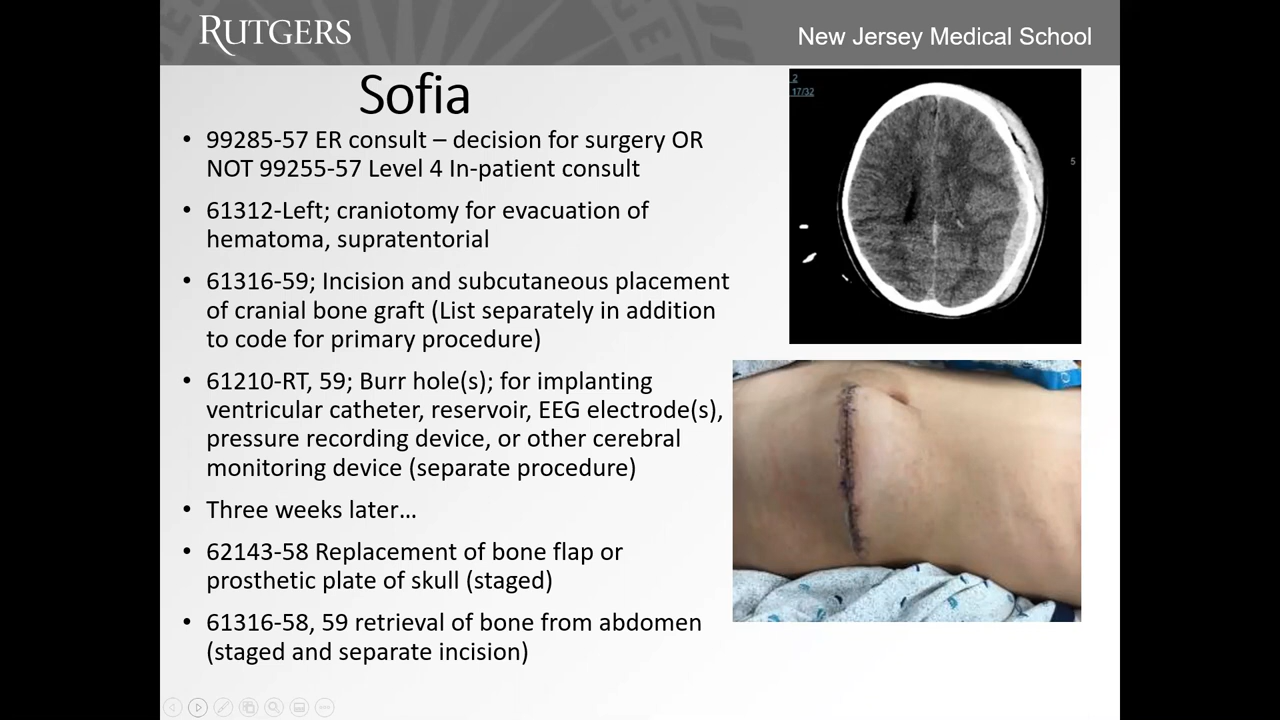 RUTGERS
New Jersey Medical School
Sofia
• 99285-57 ER consult – decision for surgery OR
NOT 99255-57 Level 4 In-patient consult
• 61312-Left; craniotomy for evacuation of
hematoma, supratentorial
• 61316-59; Incision and subcutaneous placement
of cranial bone graft (List separately in addition
to code for primary procedure)
• 61210-RT, 59; Burr hole(s); for implanting
ventricular catheter, reservoir, EEG electrode(s),
pressure recording device, or other cerebral
monitoring device (separate procedure)
• Three weeks later…
• 62143-58 Replacement of bone flap or
prosthetic plate of skull (staged)
• 61316-58, 59 retrieval of bone from abdomen
(staged and separate incision)
2
17/32
5